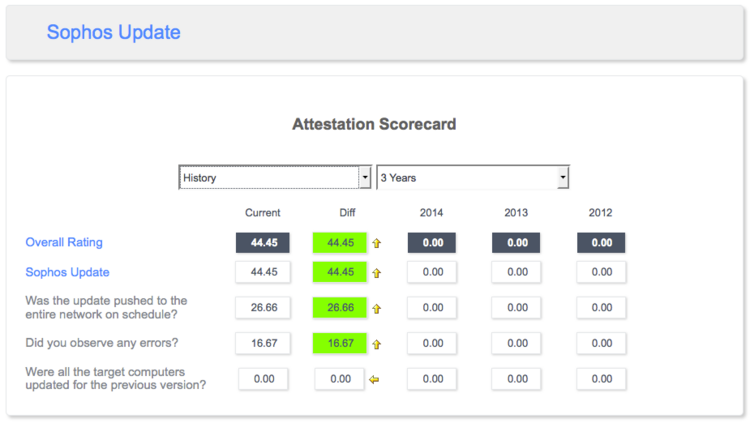 Sophos Update
Attestation Scorecard
History 3 Years
Current Diff 2014 2013 2012
Overall Rating 44.45 44.45 0.00 0.00 0.00
Sophos Update 44.45 44.45 0.00 0.00 0.00
Was the update pushed to the
entire network on schedule? 26.66 26.66 0.00 0.00 0.00
Did you observe any errors? 16.67 16.67 0.00 0.00 0.00
Were all the target computers
updated for the previous version? 0.00 0.00 0.00 0.00 0.00